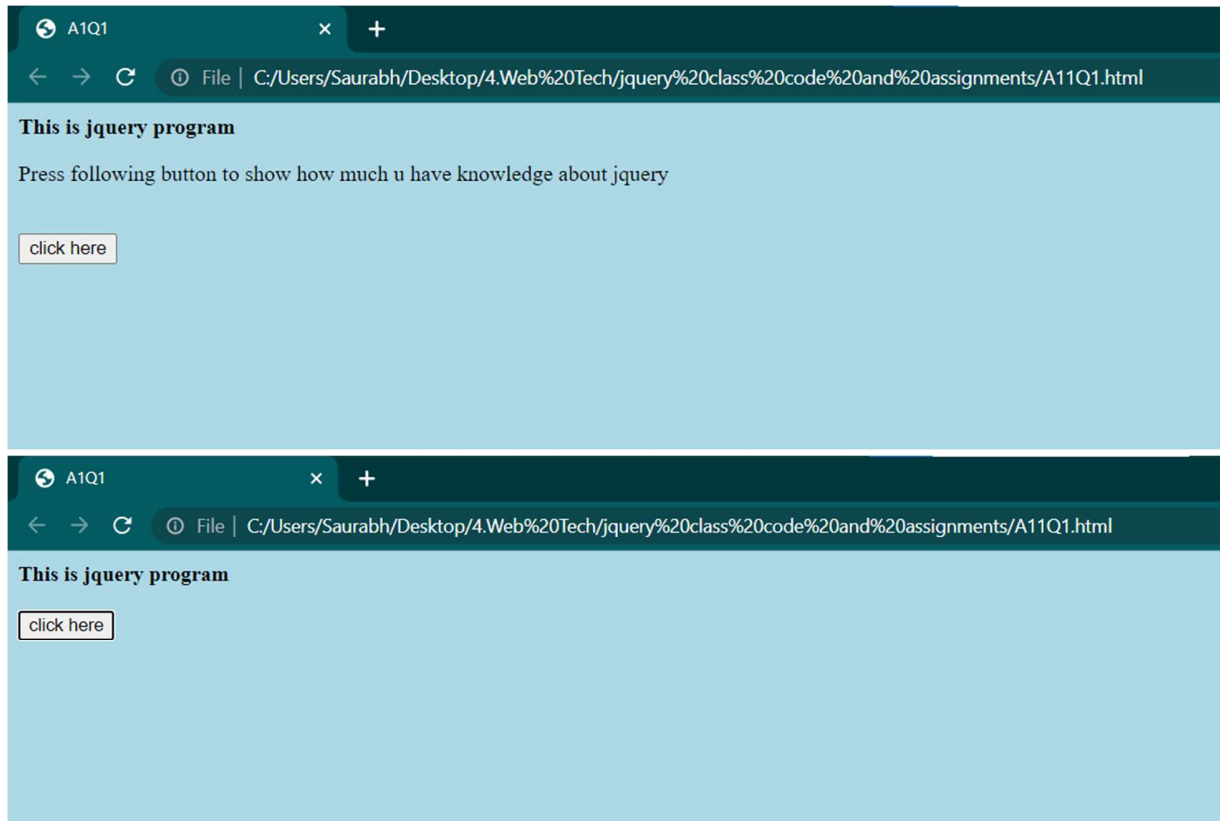 A1Q1
File | C:/Users/Saurabh/Desktop/4.Web%20Tech/jquery%20class%20code%20and%20assignments/A11Q1.html
This is jquery program
Press following button to show how much u have knowledge about jquery
click here
A1Q1
File | C:/Users/Saurabh/Desktop/4.Web%20Tech/jquery%20class%20code%20and%20assignments/A11Q1.html
This is jquery program
click here